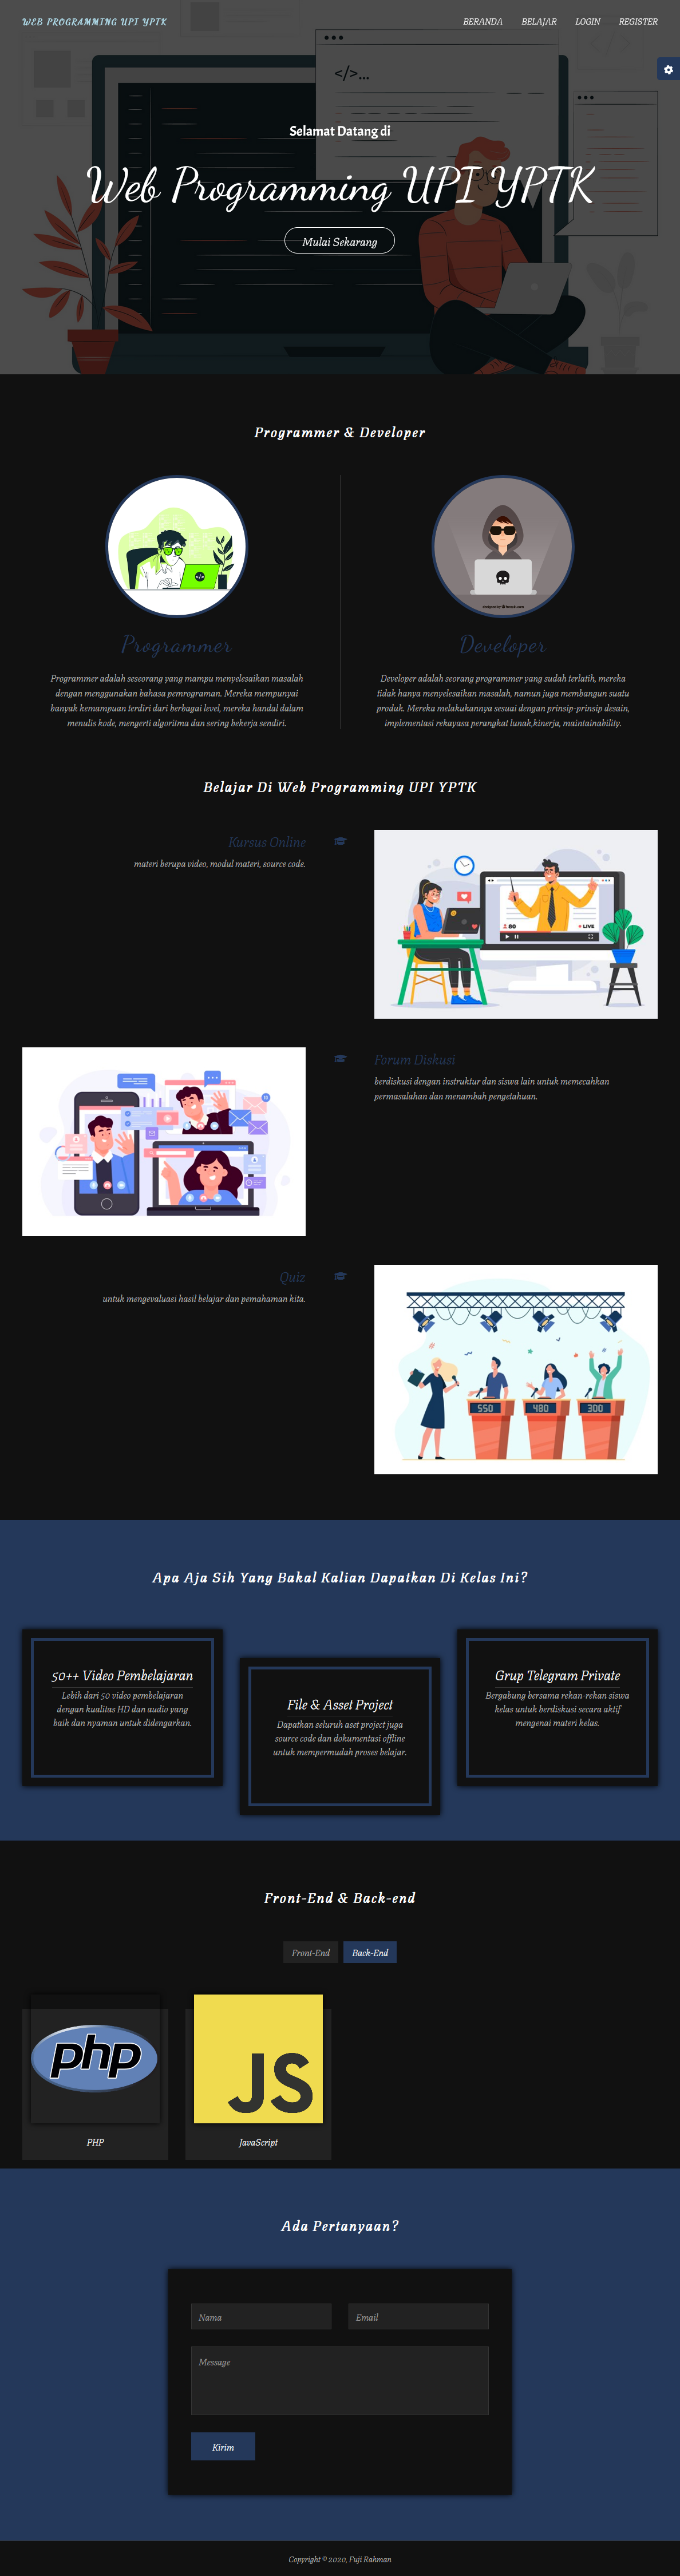 WEB PROGRAMMING UPI YPTK
BERANDA BELAJAR LOGIN REGISTER
</>...
Selamat Datang di
Web Programming UPI YPTK
Mulai Sekarang
Programmer & Developer
Programmer
Programmer adalah seseorang yang mampu menyelesaikan masalah
dengan menggunakan bahasa pemrograman. Mereka mempunyai
banyak kemampuan terdiri dari berbagai level, mereka handal dalam
menulis kode, mengerti algoritma dan sering bekerja sendiri.
Developer
Developer adalah seorang programmer yang sudah terlatih, mereka
tidak hanya menyelesaikan masalah, namun juga membangun suatu
produk. Mereka melakukannya sesuai dengan prinsip-prinsip desain,
implementasi rekayasa perangkat lunak,kinerja, maintainability.
Belajar Di Web Programming UPI YPTK
Kursus Online
materi berupa video, modul materi, source code.
80
LIVE
Forum Diskusi
berdiskusi dengan instruktur dan siswa lain untuk memecahkan
permasalahan dan menambah pengetahuan.
Quiz
untuk mengevaluasi hasil belajar dan pemahaman kita.
550 480 300
Apa Aja Sih Yang Bakal Kalian Dapatkan Di Kelas Ini?
50++ Video Pembelajaran
Lebih dari 50 video pembelajaran
dengan kualitas HD dan audio yang
baik dan nyaman untuk didengarkan.
File & Asset Project
Dapatkan seluruh aset project juga
source code dan dokumentasi offline
untuk mempermudah proses belajar.
Grup Telegram Private
Bergabung bersama rekan-rekan siswa
kelas untuk berdiskusi secara aktif
mengenai materi kelas.
Front-End & Back-end
Front-End Back-End
php
PHP
JS
JavaScript
Ada Pertanyaan?
Nama
Email
Message
Kirim
Copyright © 2020, Fuji Rahman